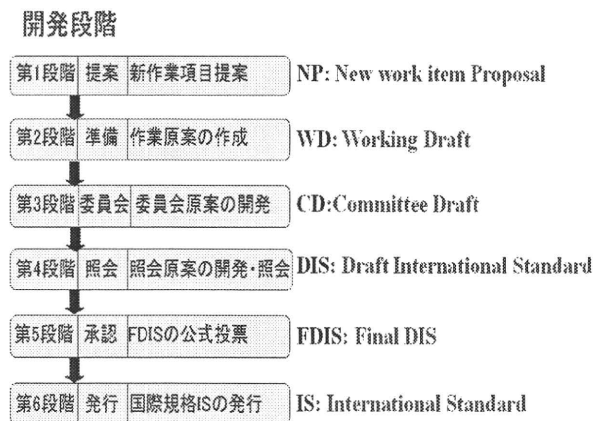 開発段階
第1段階 提案 新作業項目提案 NP: New work item Proposal
第2段階 準備 作業原案の作成 WD: Working Draft
第3段階 委員会 委員会原案の開発 CD:Committee Draft
第4段階 照会 照会原案の開発・照会 DIS: Draft International Standard
第5段階 承認 FDISの公式投票 FDIS: Final DIS
第6段階 発行 国際規格ISの発行 IS: International Standard